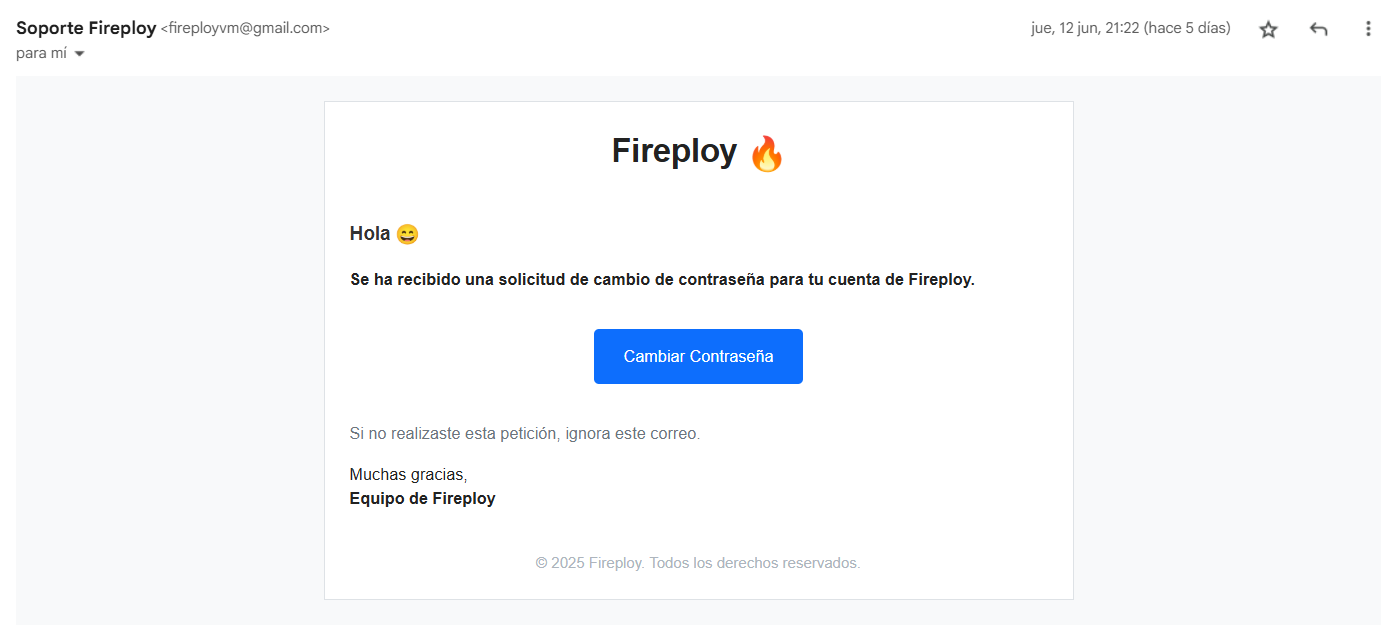 Soporte Fireploy <fireployvm@gmail.com>
jue, 12 jun, 21:22 (hace 5 días)
para mí
Fireploy 🔥
Hola 😄
Se ha recibido una solicitud de cambio de contraseña para tu cuenta de Fireploy.
Cambiar Contraseña
Si no realizaste esta petición, ignora este correo.
Muchas gracias,
Equipo de Fireploy
© 2025 Fireploy. Todos los derechos reservados.